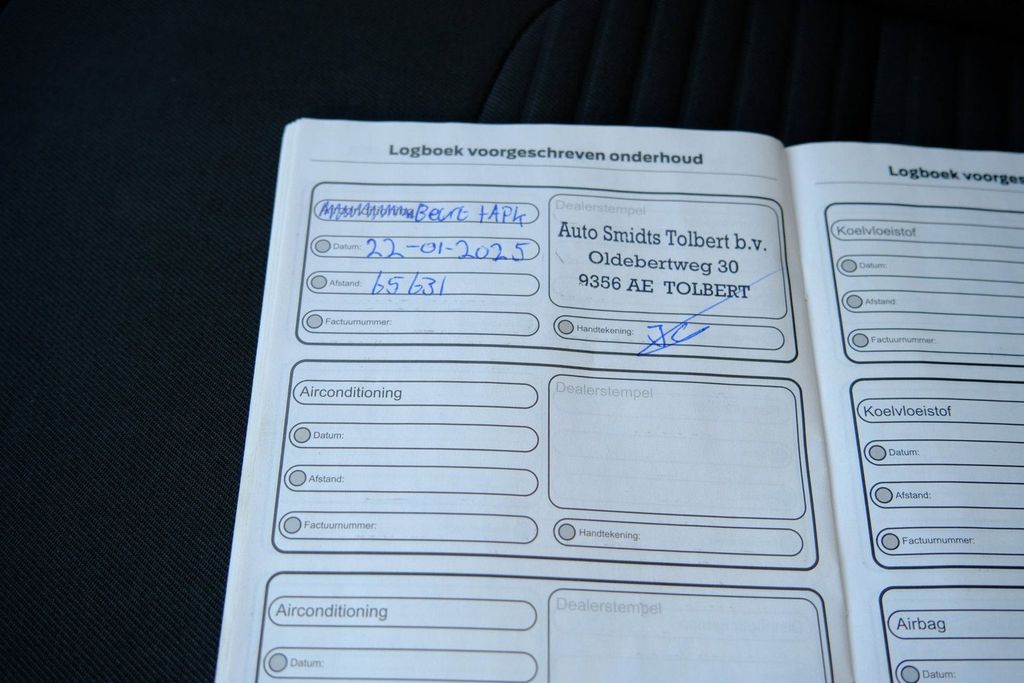 Logboek voorgeschreven onderhoud
Airconditioning Beurt + APK
Datum: 22-01-2025
Afstand: 65631
Factuurnummer:
Dealerstempel
Auto Smidts Tolbert b.v.
Oldebertweg 30
9356 AE TOLBERT
Handtekening:
Airconditioning
Datum:
Afstand:
Factuurnummer:
Dealerstempel
Handtekening:
Airconditioning
Datum:
Dealerstempel
Logboek voorges
Koelvloeistof
Datum:
Afstand:
Factuurnummer:
Koelvloeistof
Datum:
Afstand:
Factuurnummer:
Airbag
Datum: